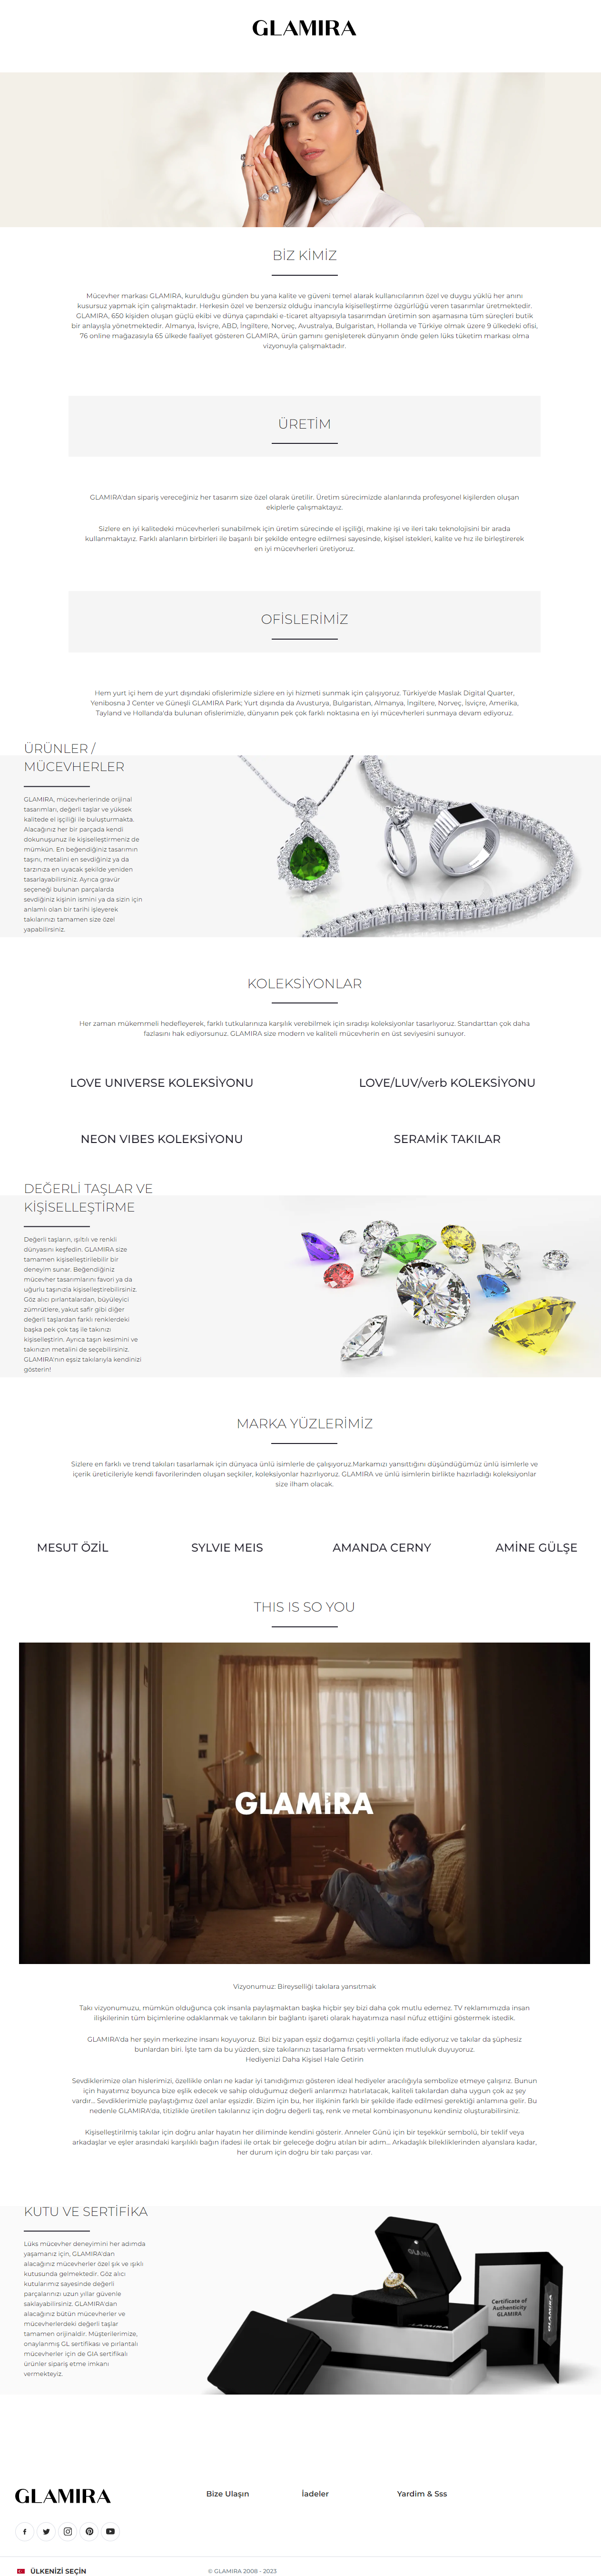 GLAMIRA
BİZ KİMİZ
Mücevher markası GLAMIRA, kurulduğu günden bu yana kalite ve güveni temel alarak kullanıcılarının özel ve duygu yüklü her anını
kusursuz yapmak için çalışmaktadır. Herkesin özel ve benzersiz olduğu inancıyla kişiselleştirme özgürlüğü veren tasarımlar üretmektedir.
GLAMIRA, 650 kişiden oluşan güçlü ekibi ve dünya çapındaki e-ticaret altyapısıyla tasarımdan üretimin son aşamasına tüm süreçleri butik
bir anlayışla yönetmektedir. Almanya, İsviçre, ABD, İngiltere, Norveç, Avustralya, Bulgaristan, Hollanda ve Türkiye olmak üzere 9 ülkedeki ofisi,
76 online mağazasıyla 65 ülkede faaliyet gösteren GLAMIRA, ürün gamını genişleterek dünyanın önde gelen lüks tüketim markası olma
vizyonuyla çalışmaktadır.
ÜRETİM
GLAMIRA'dan sipariş vereceğiniz her tasarım size özel olarak üretilir. Üretim sürecimizde alanlarında profesyonel kişilerden oluşan
ekiplerle çalışmaktayız.
Sizlere en iyi kalitedeki mücevherleri sunabilmek için üretim sürecinde el işçiliği, makine işi ve ileri takı teknolojisini bir arada
kullanmaktayız. Farklı alanların birbirleri ile başarılı bir şekilde entegre edilmesi sayesinde, kişisel istekleri, kalite ve hız ile birleştirerek
en iyi mücevherleri üretiyoruz.
OFİSLERİMİZ
Hem yurt içi hem de yurt dışındaki ofislerimizle sizlere en iyi hizmeti sunmak için çalışıyoruz. Türkiye'de Maslak Digital Quarter,
Yenibosna J Center ve Güneşli GLAMIRA Park; Yurt dışında da Avusturya, Bulgaristan, Almanya, İngiltere, Norveç, İsviçre, Amerika,
Tayland ve Hollanda'da bulunan ofislerimizle, dünyanın pek çok farklı noktasına en iyi mücevherleri sunmaya devam ediyoruz.
ÜRÜNLER /
MÜCEVHERLER
GLAMIRA, mücevherlerinde orijinal
tasarımları, değerli taşlar ve yüksek
kalitede el işçiliği ile buluşturmakta.
Alacağınız her bir parçada kendi
dokunuşunuz ile kişiselleştirmeniz de
mümkün. En beğendiğiniz tasarımın
taşını, metalini en sevdiğiniz ya da
tarzınıza en uyacak şekilde yeniden
tasarlayabilirsiniz. Ayrıca gravür
seçeneği bulunan parçalarda
sevdiğiniz kişinin ismini ya da sizin için
anlamlı olan bir tarihi işleyerek
takılarınızı tamamen size özel
yapabilirsiniz.
KOLEKSİYONLAR
Her zaman mükemmeli hedefleyerek, farklı tutkularınıza karşılık verebilmek için sıradışı koleksiyonlar tasarlıyoruz. Standarttan çok daha
fazlasını hak ediyorsunuz. GLAMIRA size modern ve kaliteli mücevherin en üst seviyesini sunuyor.
LOVE UNIVERSE KOLEKSİYONU
LOVE/LUV/verb KOLEKSİYONU
NEON VIBES KOLEKSİYONU
SERAMİK TAKILAR
DEĞERLİ TAŞLAR VE
KİŞİSELLEŞTİRME
Değerli taşların, ışıltılı ve renkli
dünyasını keşfedin. GLAMIRA size
tamamen kişiselleştirilebilir bir
deneyim sunar. Beğendiğiniz
mücevher tasarımlarını favori ya da
uğurlu taşınızla kişiselleştirebilirsiniz.
Göz alıcı pırlantalardan, büyüleyici
zümrütlere, yakut safir gibi diğer
değerli taşlardan farklı renklerdeki
başka pek çok taş ile takınızı
kişiselleştirin. Ayrıca taşın kesimini ve
takınızın metalini de seçebilirsiniz.
GLAMIRA'nın eşsiz takılarıyla kendinizi
gösterin!
MARKA YÜZLERİMİZ
Sizlere en farklı ve trend takıları tasarlamak için dünyaca ünlü isimlerle de çalışıyoruz.Markamızı yansıttığını düşündüğümüz ünlü isimlerle ve
içerik üreticileriyle kendi favorilerinden oluşan seçkiler, koleksiyonlar hazırlıyoruz. GLAMIRA ve ünlü isimlerin birlikte hazırladığı koleksiyonlar
size ilham olacak.
MESUT ÖZİL
SYLVIE MEIS
AMANDA CERNY
AMİNE GÜLŞE
THIS IS SO YOU
GLAMIRA
Vizyonumuz: Bireyselliği takılara yansıtmak
Takı vizyonumuzu, mümkün olduğunca çok insanla paylaşmaktan başka hiçbir şey bizi daha çok mutlu edemez. TV reklamımızda insan
ilişkilerinin tüm biçimlerine odaklanmak ve takıların bir bağlantı işareti olarak hayatımıza nasıl nüfuz ettiğini göstermek istedik.
GLAMIRA'da her şeyin merkezine insanı koyuyoruz. Bizi biz yapan eşsiz doğamızı çeşitli yollarla ifade ediyoruz ve takılar da şüphesiz
bunlardan biri. İşte tam da bu yüzden, size takılarınızı tasarlama fırsatı vermekten mutluluk duyuyoruz.
Hediyenizi Daha Kişisel Hale Getirin
Sevdiklerimize olan hislerimizi, özellikle onları ne kadar iyi tanıdığımızı gösteren ideal hediyeler aracılığıyla sembolize etmeye çalışırız. Bunun
için hayatımız boyunca bize eşlik edecek ve sahip olduğumuz değerli anlarımızı hatırlatacak, kaliteli takılardan daha uygun çok az şey
vardır... Sevdiklerimizle paylaştığımız özel anlar eşsizdir. Bizim için bu, her ilişkinin farklı bir şekilde ifade edilmesi gerektiği anlamına gelir. Bu
nedenle GLAMIRA'da, titizlikle üretilen takılarınız için doğru değerli taş, renk ve metal kombinasyonunu kendiniz oluşturabilirsiniz.
Kişiselleştirilmiş takılar için doğru anlar hayatın her diliminde kendini gösterir. Anneler Günü için bir teşekkür sembolü, bir teklif veya
arkadaşlar ve eşler arasındaki karşılıklı bağın ifadesi ile ortak bir geleceğe doğru atılan bir adım... Arkadaşlık bilekliklerinden alyanslara kadar,
her durum için doğru bir takı parçası var.
KUTU VE SERTİFİKA
Lüks mücevher deneyimini her adımda
yaşamanız için, GLAMIRA'dan
alacağınız mücevherler özel şık ve ışıklı
kutusunda gelmektedir. Göz alıcı
kutularımız sayesinde değerli
parçalarınızı uzun yıllar güvenle
saklayabilirsiniz. GLAMIRA'dan
alacağınız bütün mücevherler ve
mücevherlerdeki değerli taşlar
tamamen orijinaldir. Müşterilerimize,
onaylanmış GL sertifikası ve pırlantalı
mücevherler için de GIA sertifikalı
ürünler sipariş etme imkanı
vermekteyiz.
GLAMIRA
Certificate of
Authenticity
GLAMIRA
GLAMIRA
GLAMIRA
Bize Ulaşın
İadeler
Yardim & Sss
ÜLKENİZİ SEÇİN
© GLAMIRA 2008 - 2023